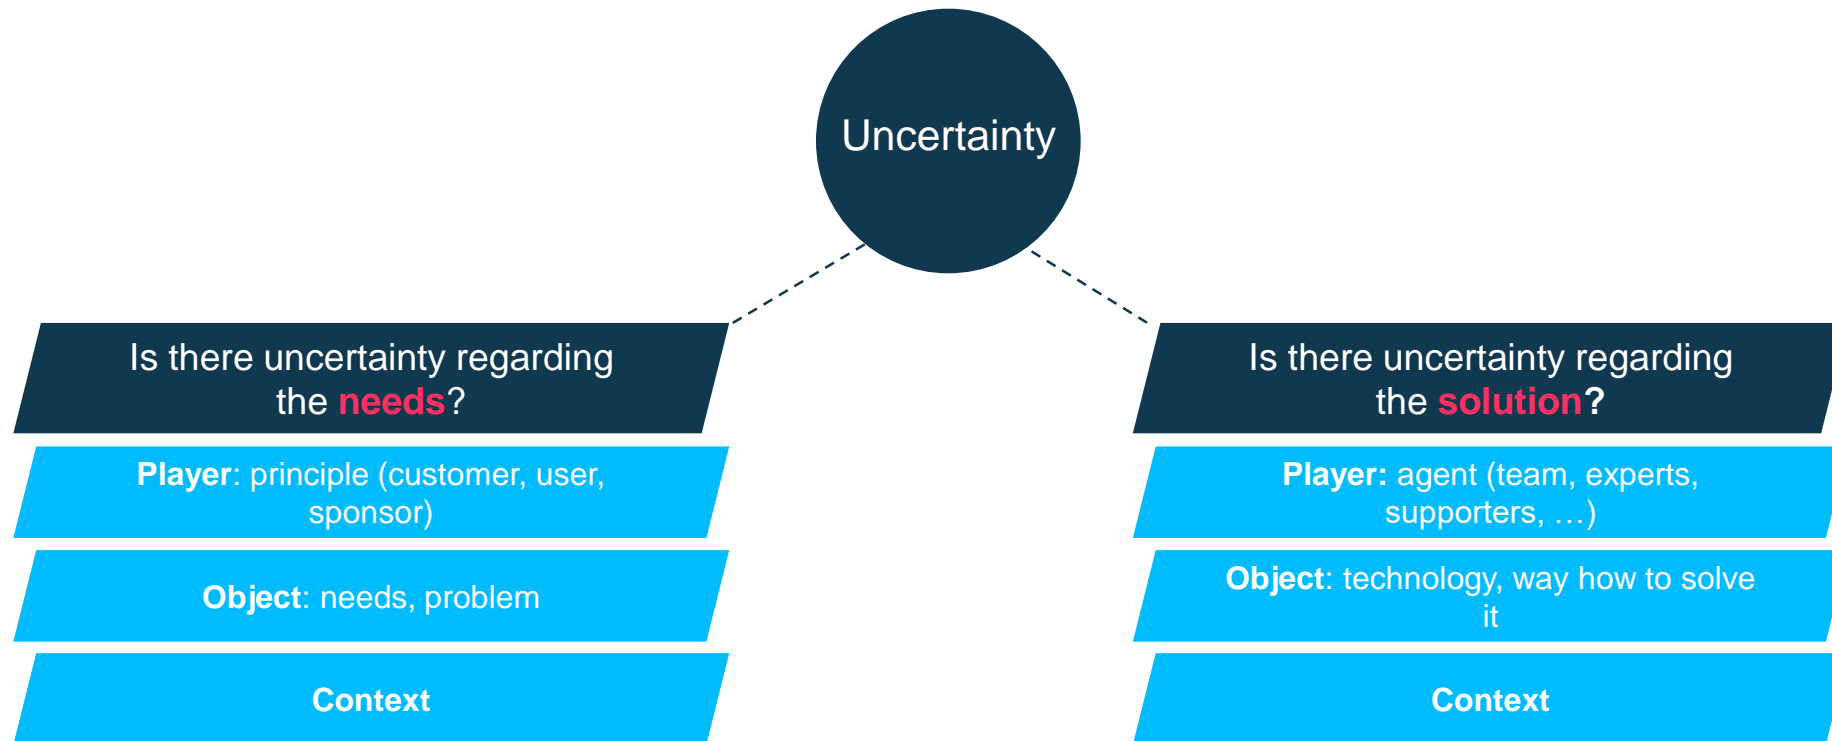 Uncertainty
Is there uncertainty regarding
the needs?
Player: principle (customer, user,
sponsor)
Object: needs, problem
Context
Is there uncertainty regarding
the solution?
Player: agent (team, experts,
supporters, …)
Object: technology, way how to solve
it
Context